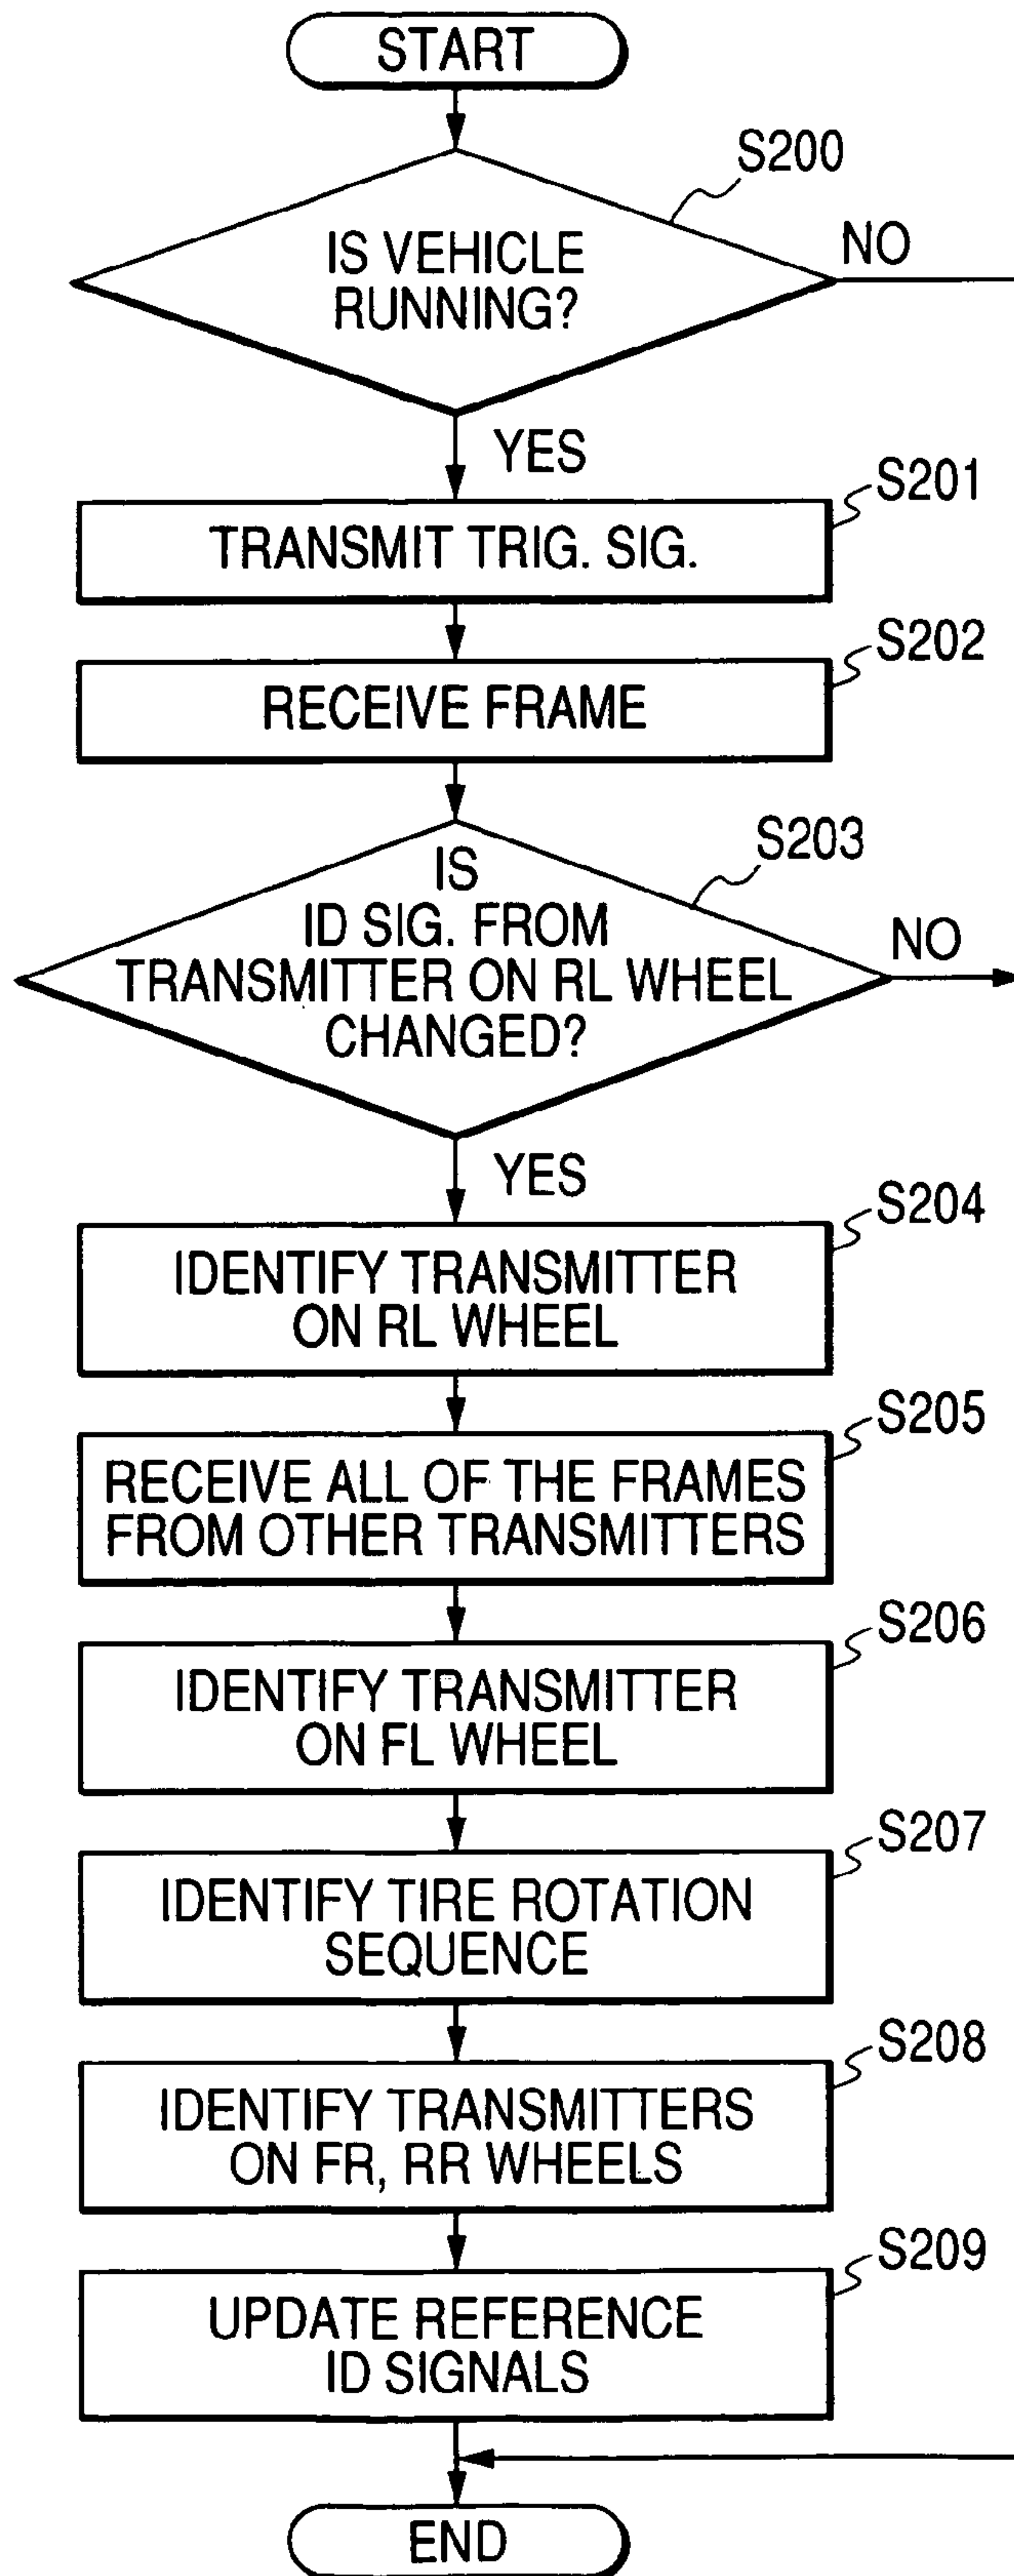 START
S200
IS VEHICLE
RUNNING?
NO
YES
S201
TRANSMIT TRIG. SIG.
S202
RECEIVE FRAME
S203
IS
ID SIG. FROM
TRANSMITTER ON RL WHEEL
CHANGED?
NO
YES
S204
IDENTIFY TRANSMITTER
ON RL WHEEL
S205
RECEIVE ALL OF THE FRAMES
FROM OTHER TRANSMITTERS
S206
IDENTIFY TRANSMITTER
ON FL WHEEL
S207
IDENTIFY TIRE ROTATION
SEQUENCE
S208
IDENTIFY TRANSMITTERS
ON FR, RR WHEELS
S209
UPDATE REFERENCE
ID SIGNALS
END